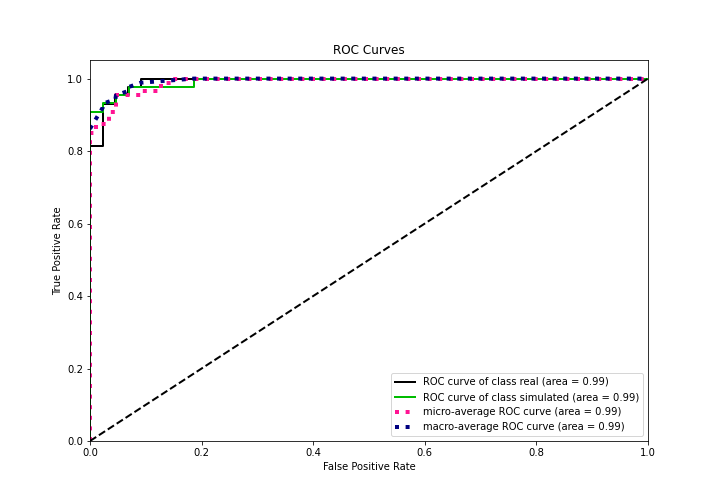 ROC Curves
True Positive Rate
1.0
0.8
0.6
0.4
0.2
0.0
0.0 0.2 0.4 0.6 0.8 1.0
False Positive Rate
ROC curve of class real (area = 0.99)
ROC curve of class simulated (area = 0.99)
micro-average ROC curve (area = 0.99)
macro-average ROC curve (area = 0.99)